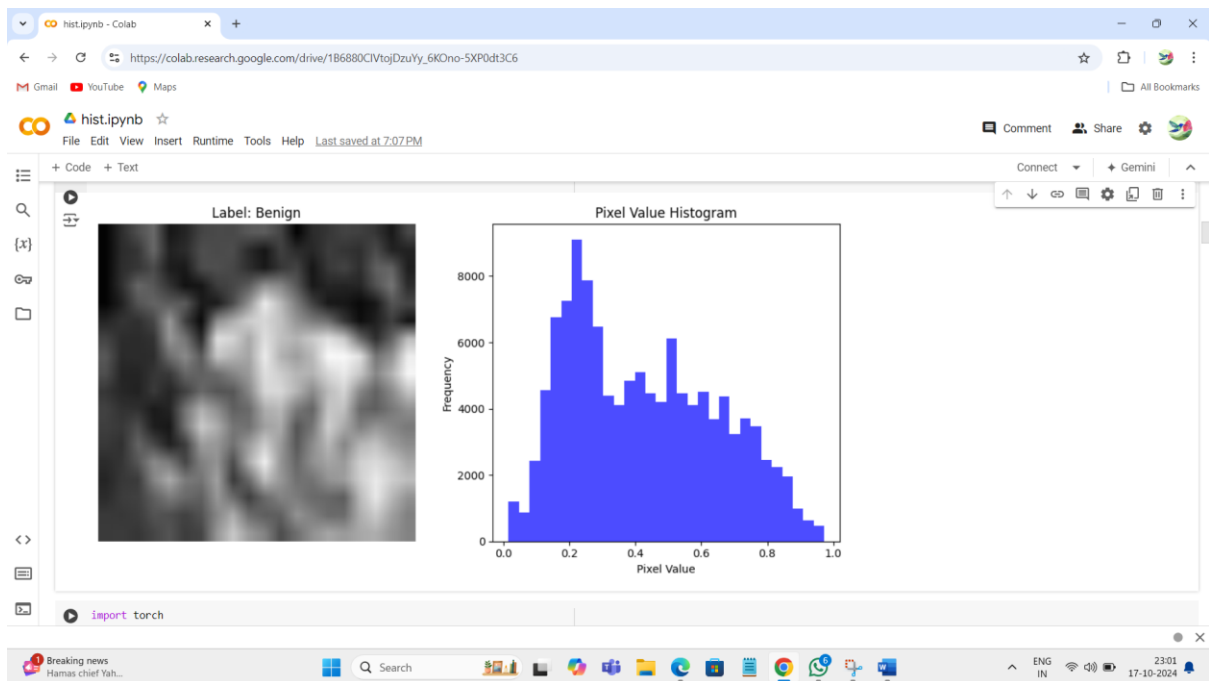 hist.ipynb - Colab
https://colab.research.google.com/drive/1B6880CIVtojDzuYy_6KOno-5XP0dt3C6
Gmail YouTube Maps All Bookmarks
hist.ipynb
File Edit View Insert Runtime Tools Help Last saved at 7:07 PM
Comment Share
+ Code + Text Connect Gemini
{x}
Label: Benign
Pixel Value Histogram
Frequency
8000
6000
4000
2000
0
0.0 0.2 0.4 0.6 0.8 1.0
Pixel Value
import torch
1
Breaking news
Hamas chief Yah...
Search
6
ENG
IN
23:01
17-10-2024